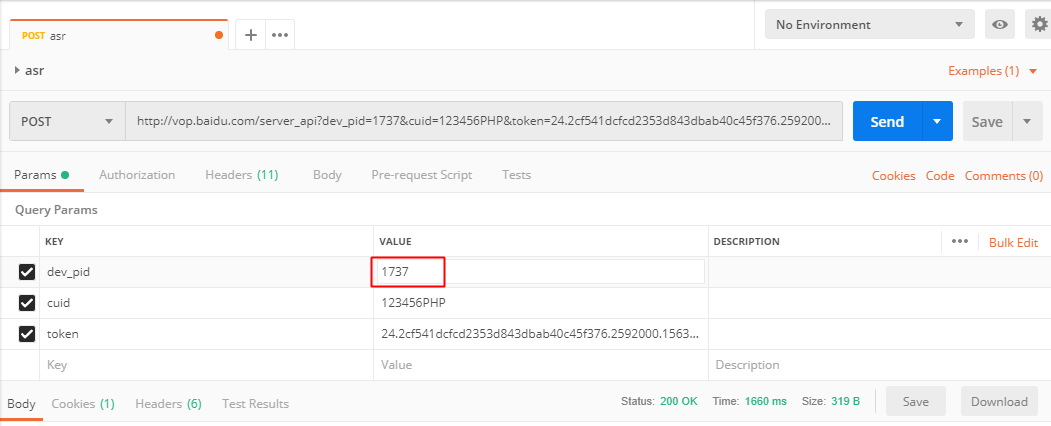 POST asr
No Environment
asr
Examples (1)
POST
http://vop.baidu.com/server_api?dev_pid=1737&cuid=123456PHP&token=24.2cf541dcfcd2353d843dbab40c45f376.259200...
Send
Save
Params
Authorization
Headers (11)
Body
Pre-request Script
Tests
Cookies
Code
Comments (0)
Query Params
KEY
VALUE
DESCRIPTION
Bulk Edit
dev_pid
1737
cuid
123456PHP
token
24.2cf541dcfcd2353d843dbab40c45f376.2592000.1563...
Key
Value
Description
Body
Cookies (1)
Headers (6)
Test Results
Status: 200 OK
Time: 1660 ms
Size: 319 B
Save
Download